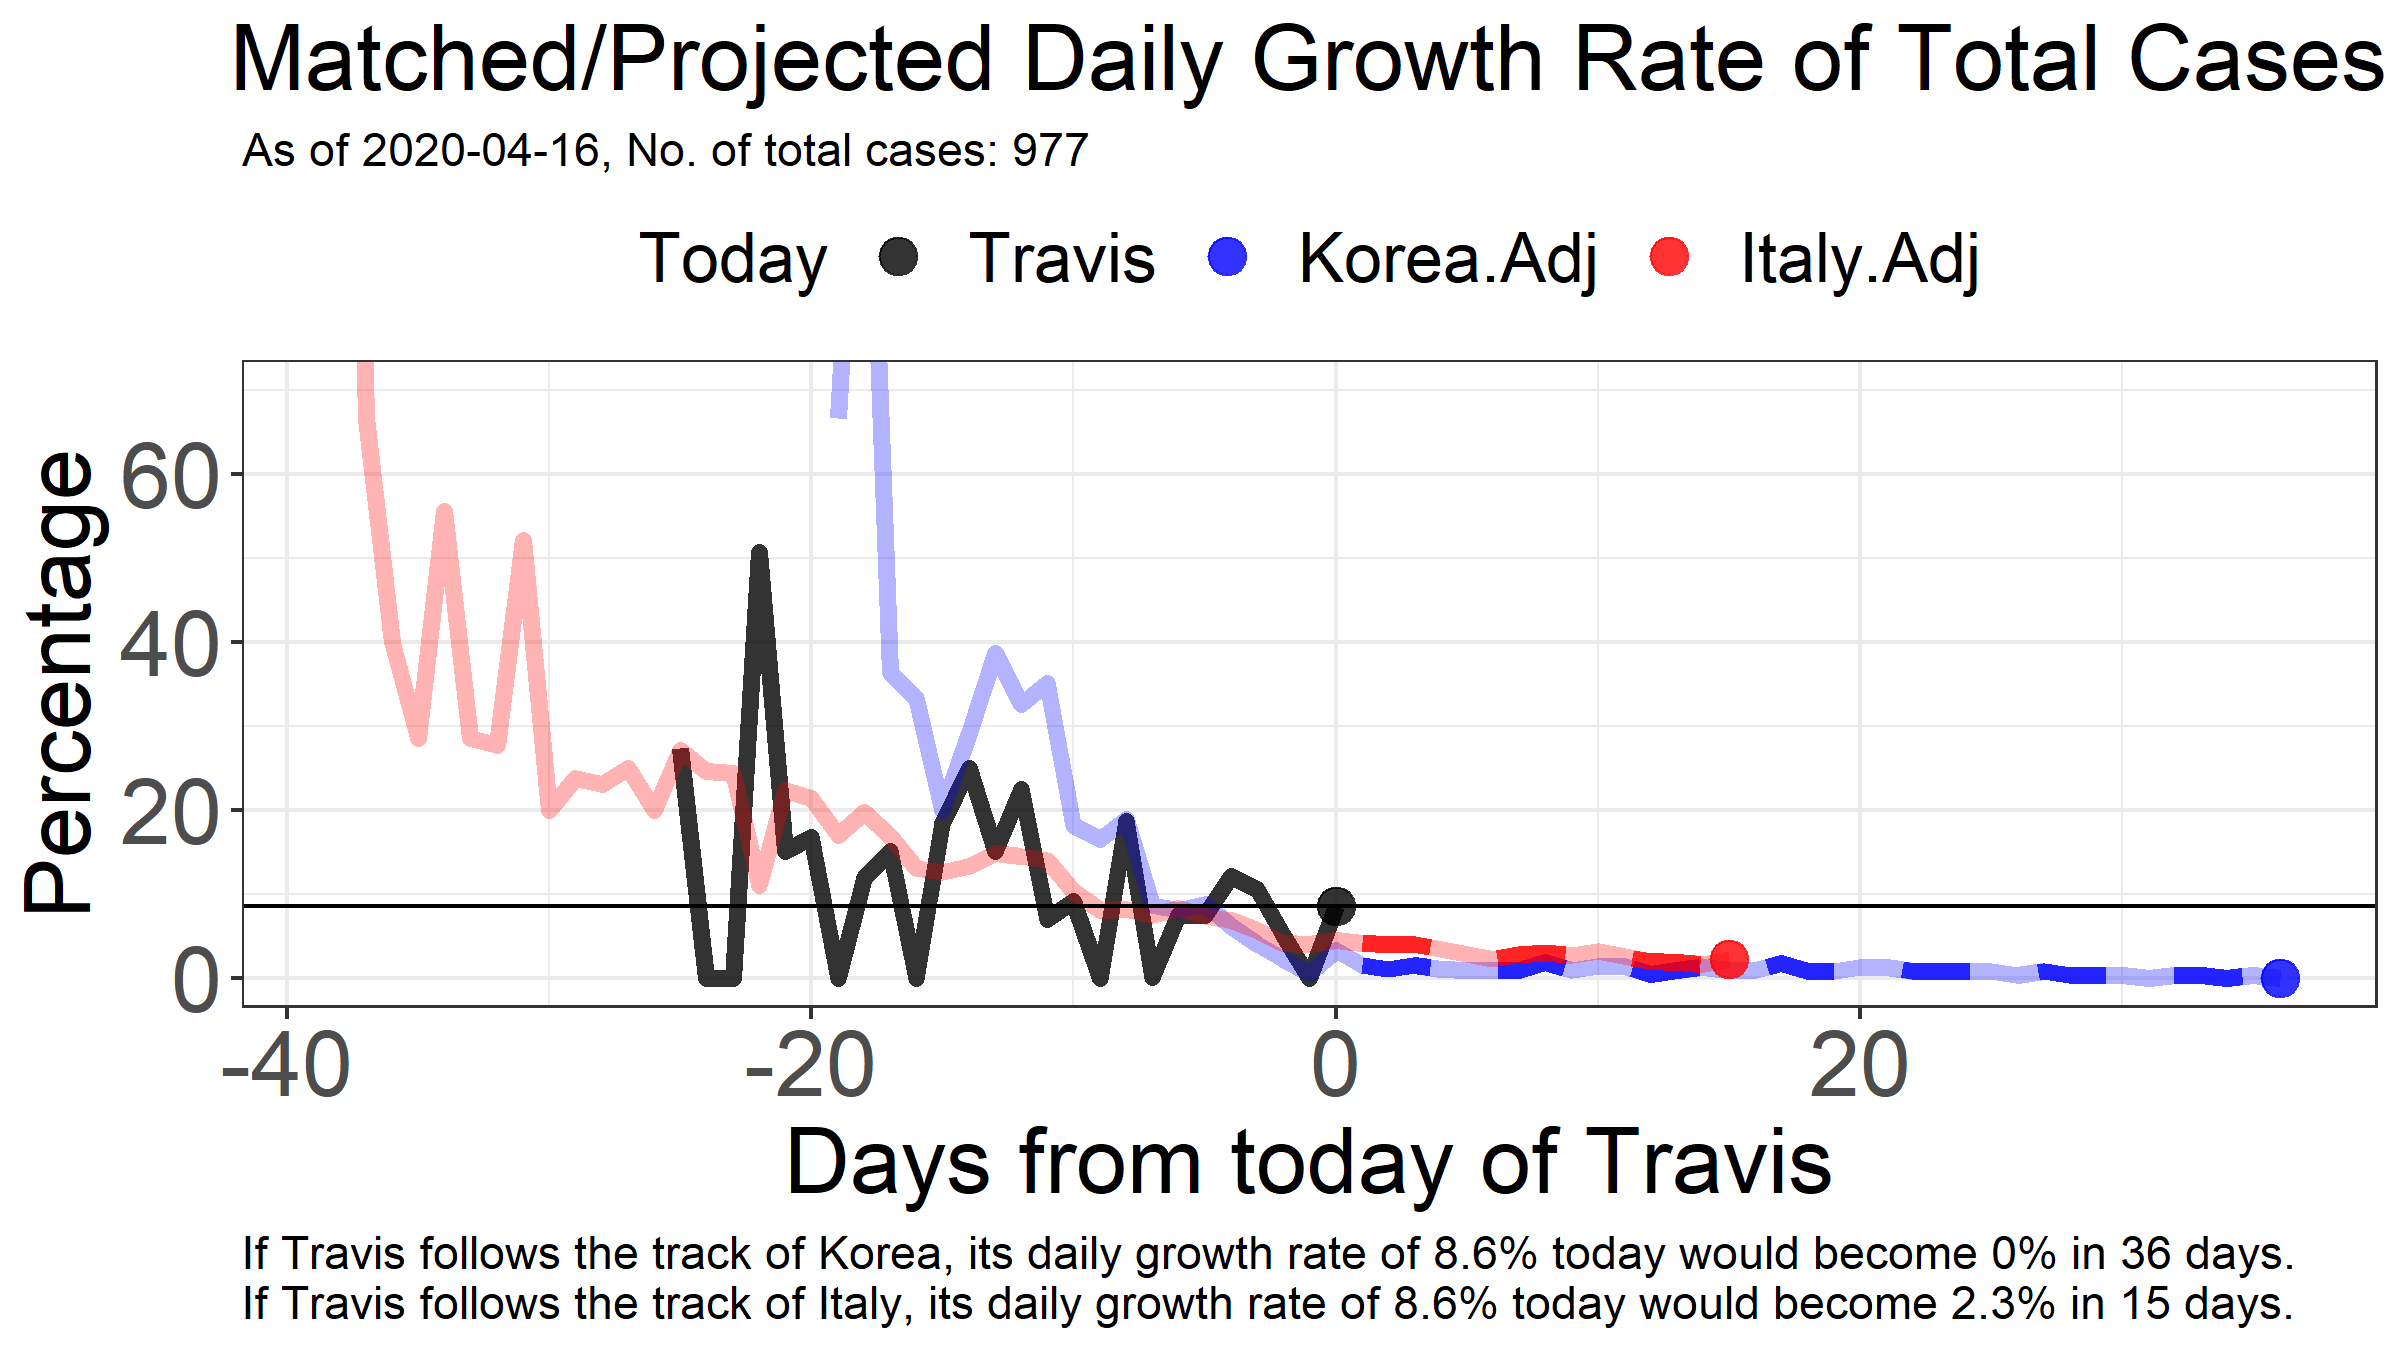 Matched/Projected Daily Growth Rate of Total Cases
As of 2020-04-16, No. of total cases: 977
Today Travis Korea.Adj Italy.Adj
Percentage
60
40
20
0
-40 -20 0 20
Days from today of Travis
If Travis follows the track of Korea, its daily growth rate of 8.6% today would become 0% in 36 days.
If Travis follows the track of Italy, its daily growth rate of 8.6% today would become 2.3% in 15 days.